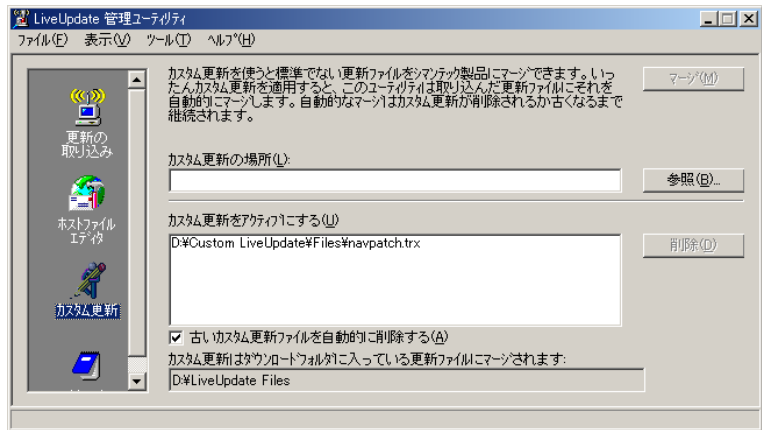 LiveUpdate 管理ユーティリティ
ファイル(F) 表示(V) ツール(T) ヘルプ(H)
更新の
取り込み
ホストファイル
エディタ
カスタム更新
カスタム更新を使うと標準でない更新ファイルをシマンテック製品にマージできます。いっ
たんカスタム更新を適用すると、このユーティリティは取り込んだ更新ファイルにそれを
自動的にマージします。自動的なマージはカスタム更新が削除されるか古くなるまで
継続されます。
マージ(M)
カスタム更新の場所(L):
参照(B)...
カスタム更新をアクティブにする(U)
D:¥Custom LiveUpdate¥Files¥navpatch.trx
削除(D)
古いカスタム更新ファイルを自動的に削除する(A)
カスタム更新はダウンロードフォルダに入っている更新ファイルにマージされます:
D:¥LiveUpdate Files